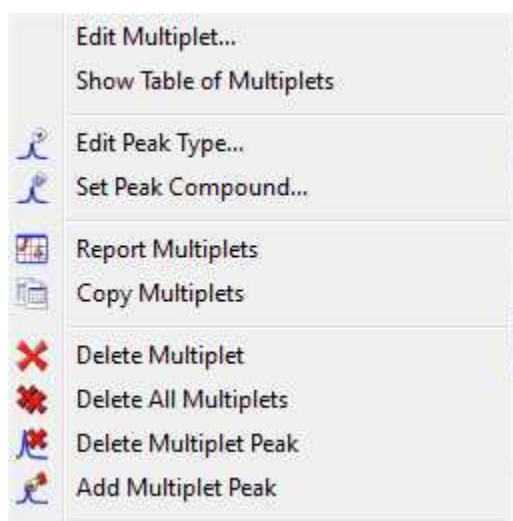 Edit Multiplet...
Show Table of Multiplets
Edit Peak Type...
Set Peak Compound...
Report Multiplets
Copy Multiplets
Delete Multiplet
Delete All Multiplets
Delete Multiplet Peak
Add Multiplet Peak